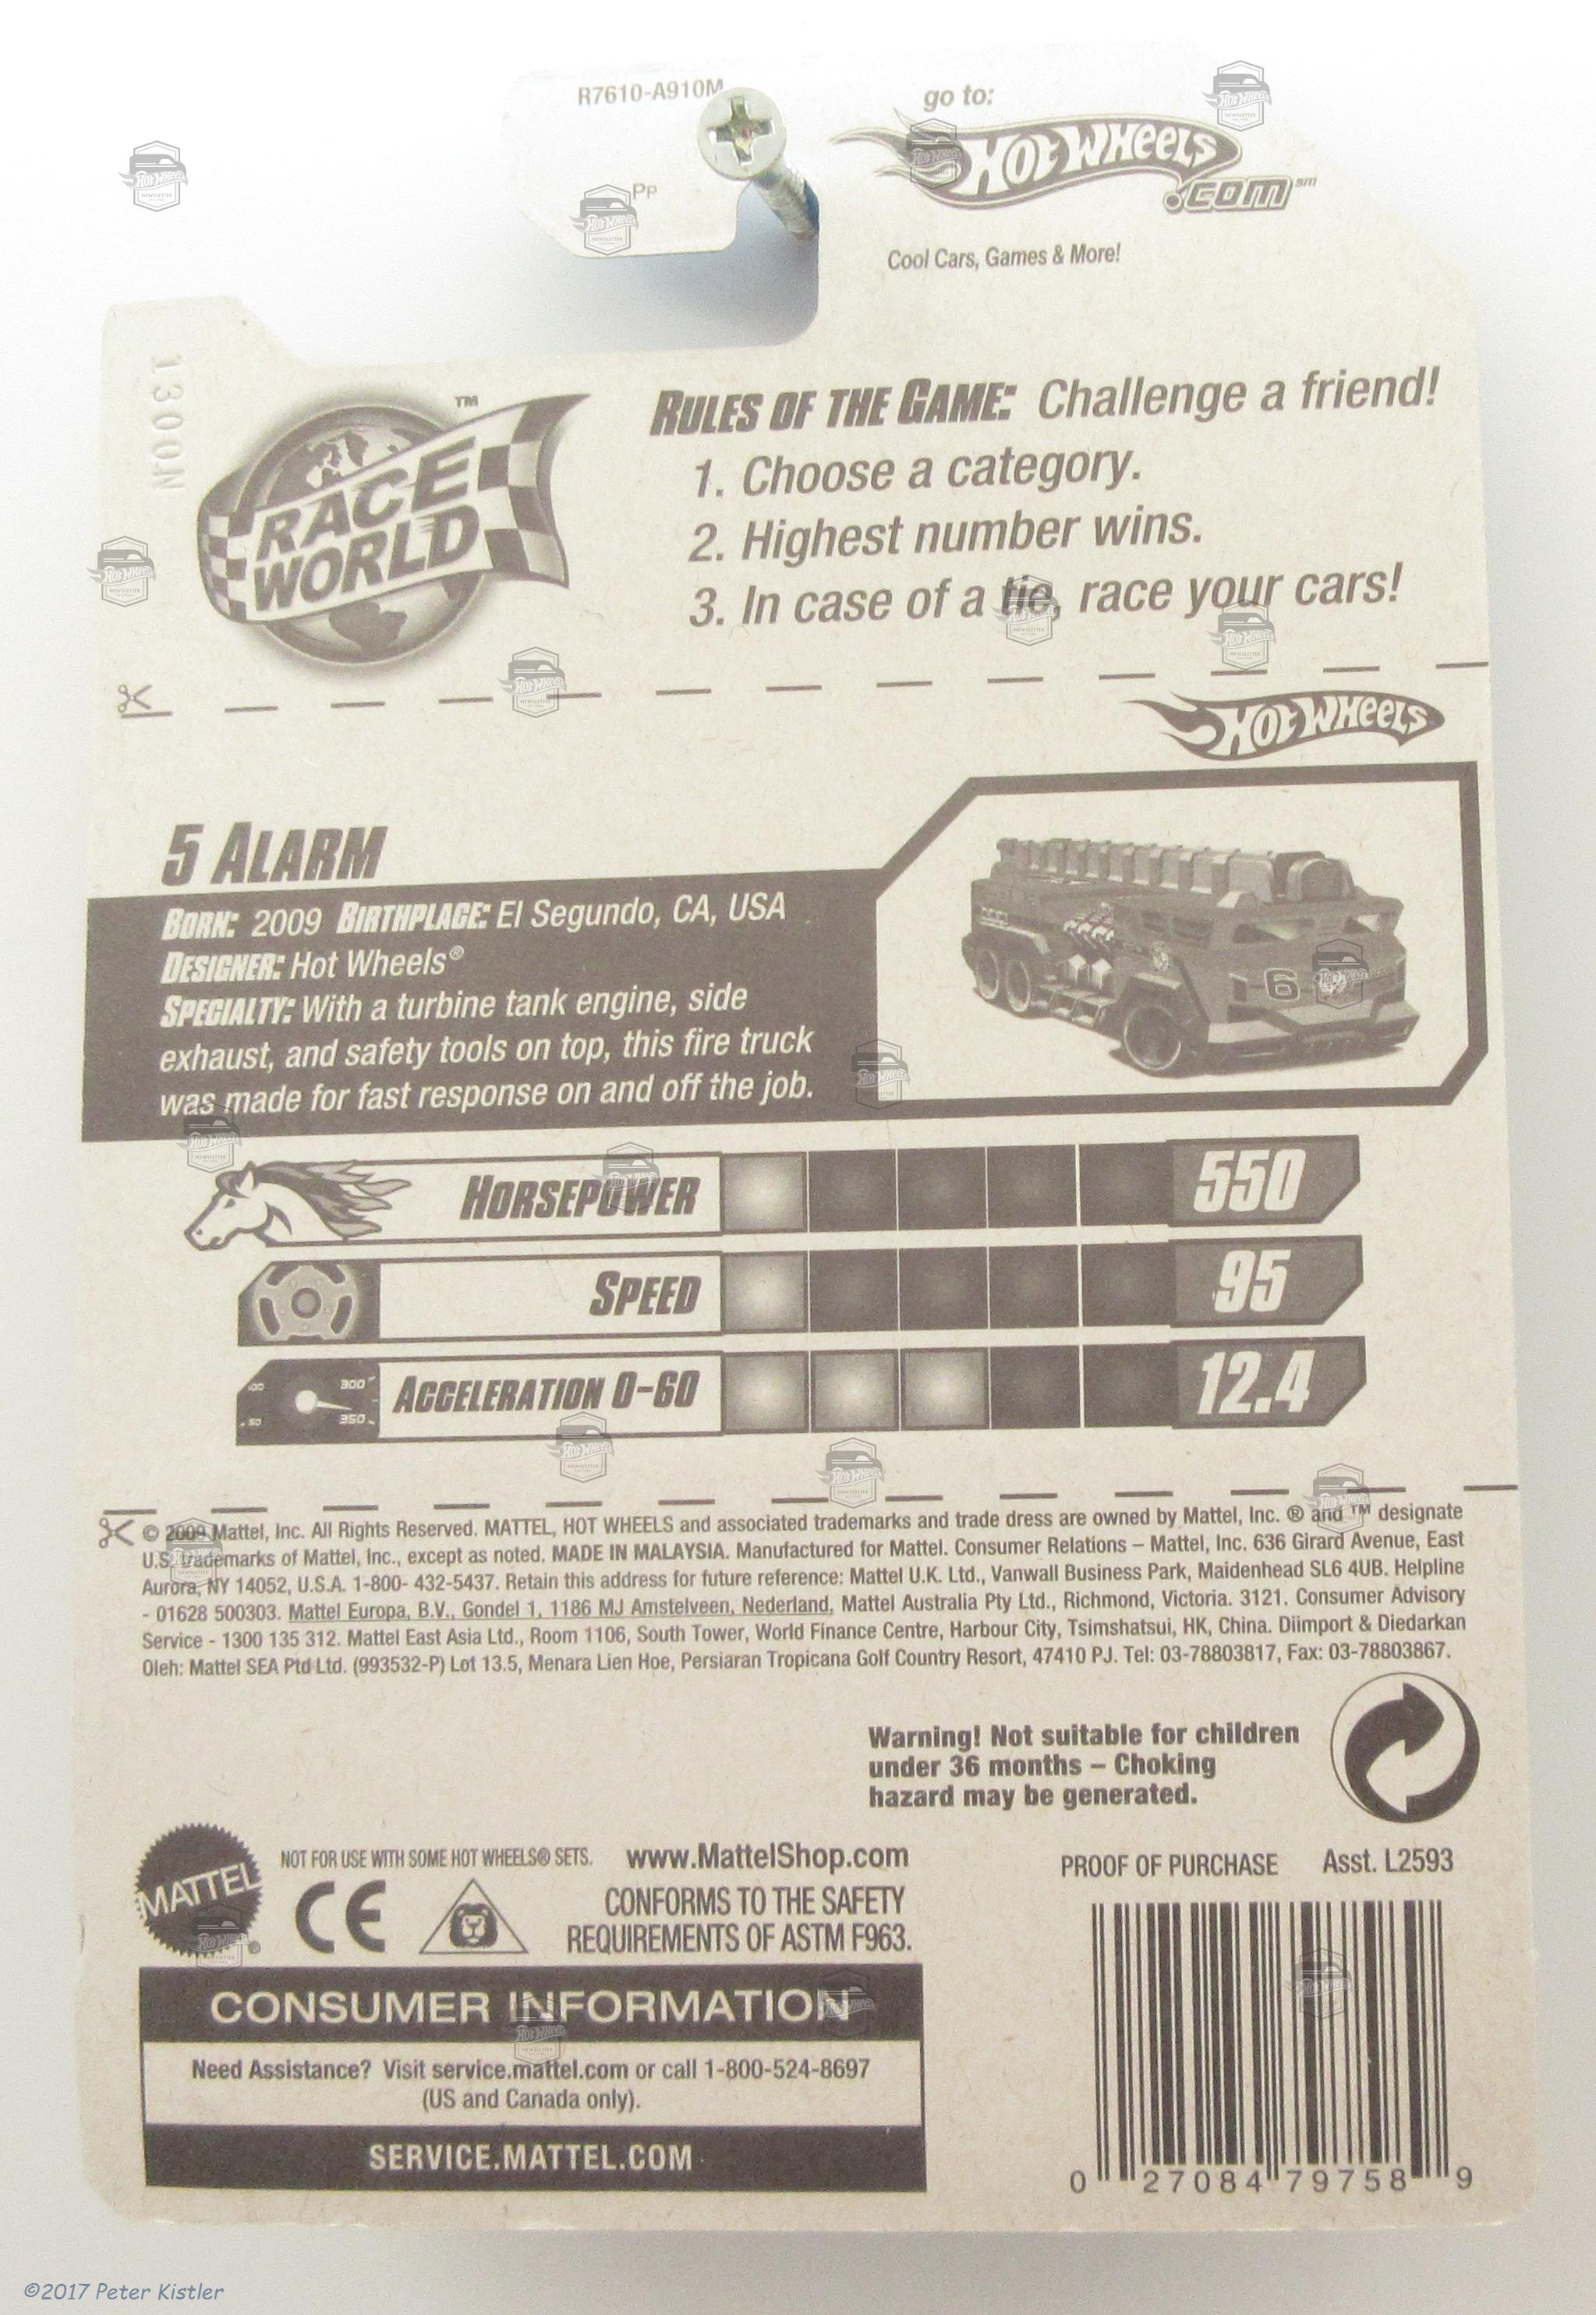 R7610-A910M
go to:
Hot Wheels
.com℠
Pp
Cool Cars, Games & More!
1300N
™
RACE
WORLD
RULES OF THE GAME: Challenge a friend!
1. Choose a category.
2. Highest number wins.
3. In case of a tie, race your cars!
Hot Wheels
5 ALARM
BORN: 2009 BIRTHPLACE: El Segundo, CA, USA
DESIGNER: Hot Wheels®
SPECIALTY: With a turbine tank engine, side
exhaust, and safety tools on top, this fire truck
was made for fast response on and off the job.
6
HORSEPOWER 550
SPEED 95
300
350
ACCELERATION 0-60 12.4
© 2009 Mattel, Inc. All Rights Reserved. MATTEL, HOT WHEELS and associated trademarks and trade dress are owned by Mattel, Inc. ® and ™ designate
U.S. trademarks of Mattel, Inc., except as noted. MADE IN MALAYSIA. Manufactured for Mattel. Consumer Relations – Mattel, Inc. 636 Girard Avenue, East
Aurora, NY 14052, U.S.A. 1-800- 432-5437. Retain this address for future reference: Mattel U.K. Ltd., Vanwall Business Park, Maidenhead SL6 4UB. Helpline
- 01628 500303. Mattel Europa, B.V., Gondel 1, 1186 MJ Amstelveen, Nederland. Mattel Australia Pty Ltd., Richmond, Victoria. 3121. Consumer Advisory
Service - 1300 135 312. Mattel East Asia Ltd., Room 1106, South Tower, World Finance Centre, Harbour City, Tsimshatsui, HK, China. Diimport & Diedarkan
Oleh: Mattel SEA Ptd Ltd. (993532-P) Lot 13.5, Menara Lien Hoe, Persiaran Tropicana Golf Country Resort, 47410 PJ. Tel: 03-78803817, Fax: 03-78803867.
Warning! Not suitable for children
under 36 months – Choking
hazard may be generated.
MATTEL
®
NOT FOR USE WITH SOME HOT WHEELS® SETS. www.MattelShop.com
CE
CONFORMS TO THE SAFETY
REQUIREMENTS OF ASTM F963.
PROOF OF PURCHASE Asst. L2593
CONSUMER INFORMATION
Need Assistance? Visit service.mattel.com or call 1-800-524-8697
(US and Canada only).
SERVICE.MATTEL.COM
0 27084 79758 9
©2017 Peter Kistler